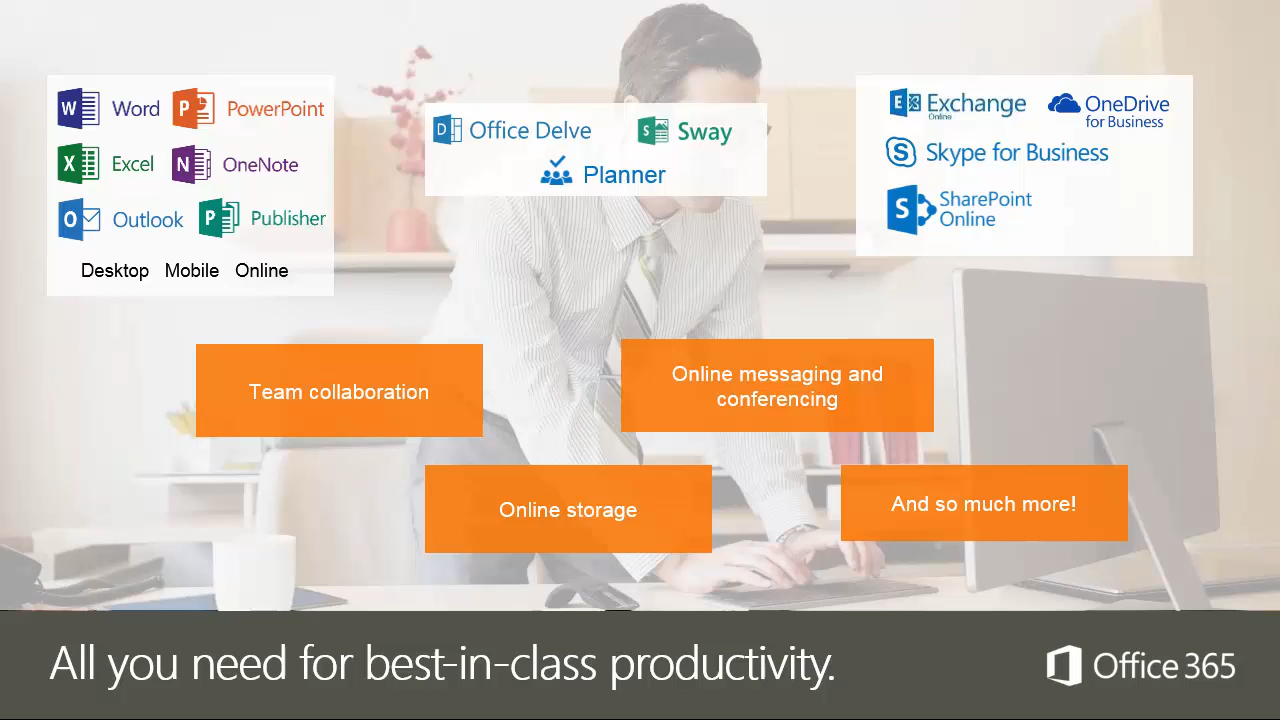 W Word P PowerPoint
X Excel N OneNote
O Outlook P Publisher
Desktop Mobile Online
D Office Delve S Sway
Planner
E Exchange
Online
OneDrive
for Business
S Skype for Business
S SharePoint
Online
Team collaboration
Online messaging and
conferencing
Online storage
And so much more!
All you need for best-in-class productivity.
Office 365